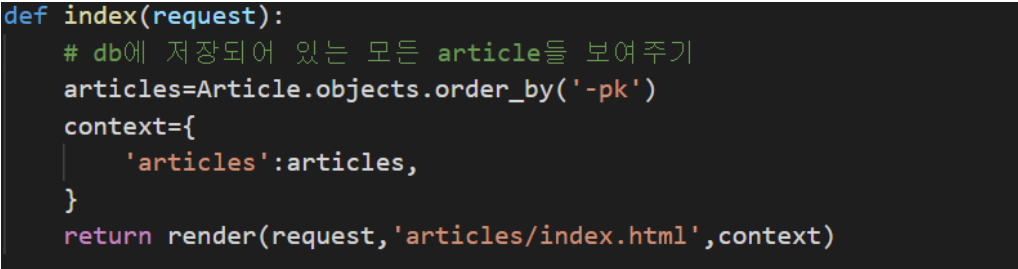 def index(request):
    # db에 저장되어 있는 모든 article들 보여주기
    articles=Article.objects.order_by('-pk')
    context={
        'articles':articles,
    }
    return render(request,'articles/index.html',context)